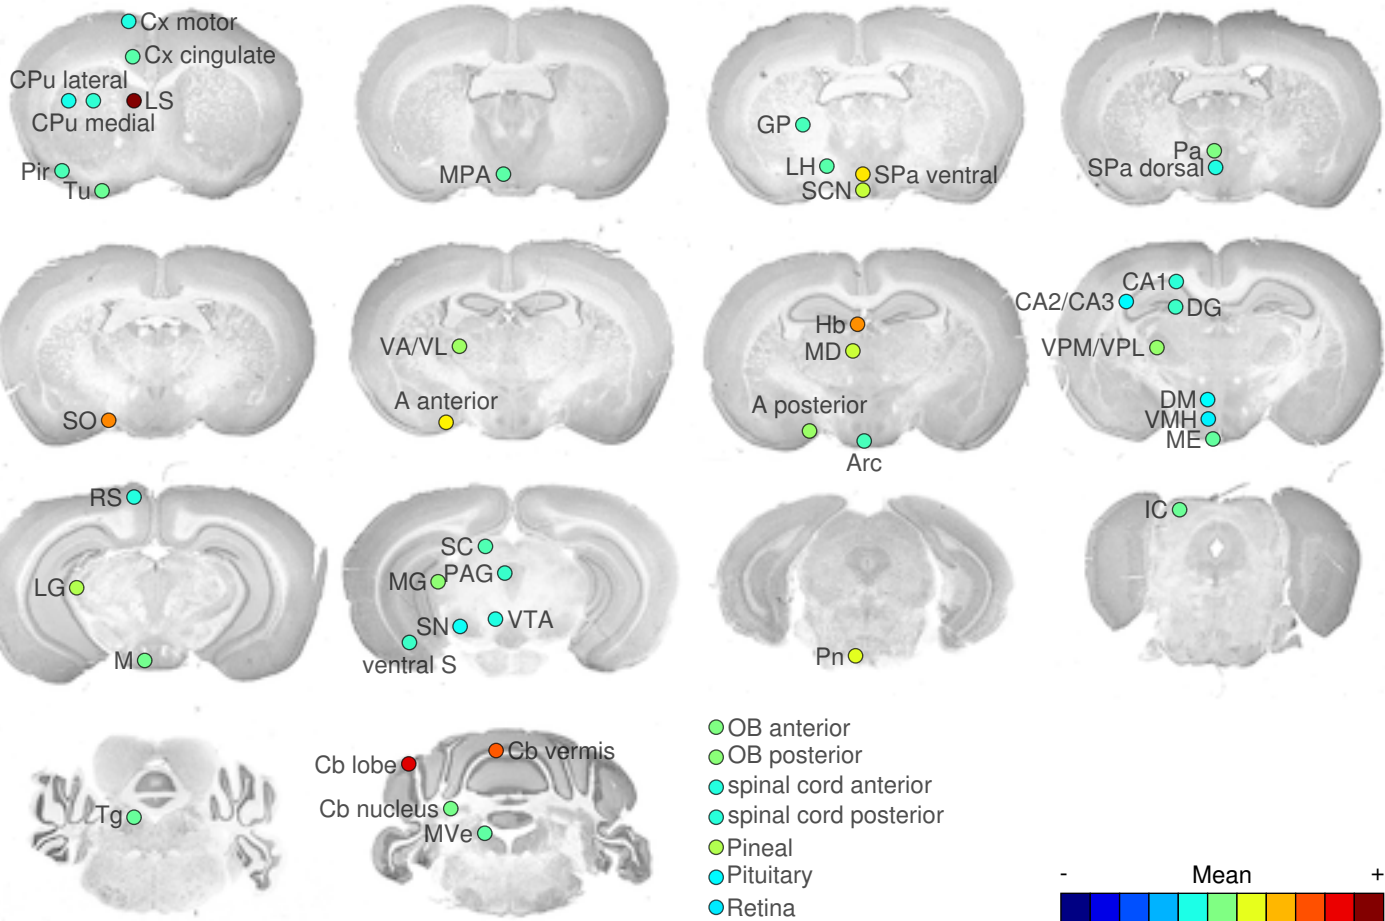 Cx motor
Cx cingulate
CPu lateral
LS
CPu medial
Pir
Tu
MPA
GP
LH
SPa ventral
SCN
Pa
SPa dorsal
SO
VA/VL
A anterior
Hb
MD
A posterior
Arc
CA1
CA2/CA3
DG
VPM/VPL
DM
VMH
ME
RS
LG
M
SC
MG
PAG
SN
VTA
ventral S
Pn
IC
Tg
Cb lobe
Cb vermis
Cb nucleus
MVe
OB anterior
OB posterior
spinal cord anterior
spinal cord posterior
Pineal
Pituitary
Retina
- Mean +